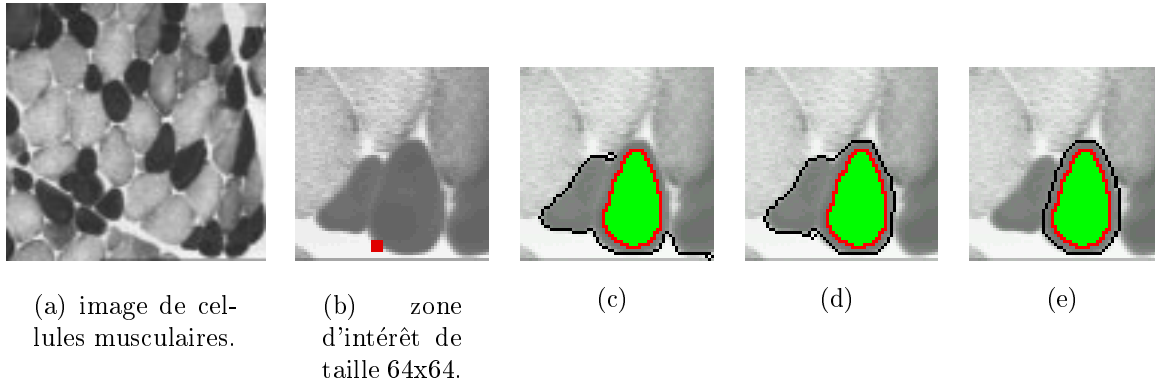 (a) image de cel-
lules musculaires.
(b) zone
d'intérêt de
taille 64x64.
(c)
(d)
(e)